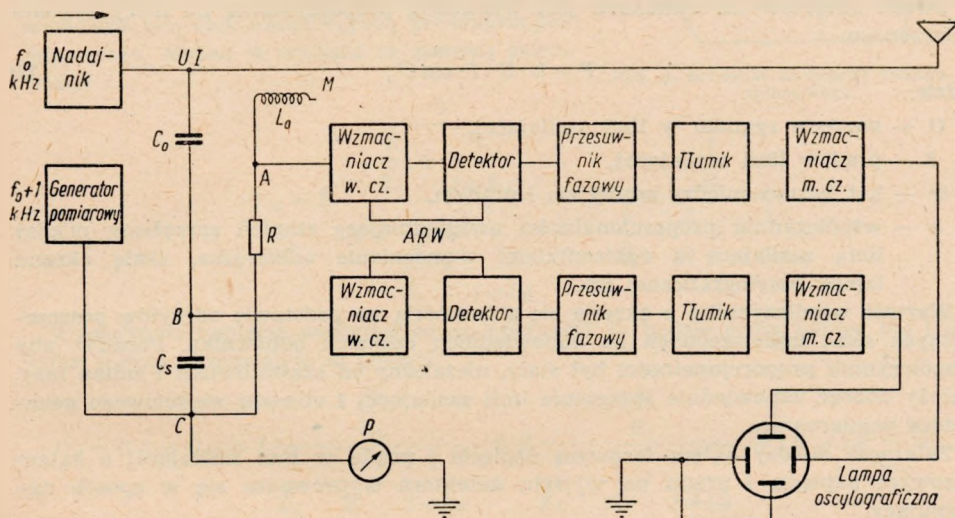 f₀
kHz
Nadaj-
nik
U I
C₀
L₀
M
A
Wzmac-
niacz
w. cz.
Detektor
Przesuw-
nik
fazowy
Tłumik
Wzmac-
niacz
m. cz.
f₀+1
kHz
Generator
pomiarowy
R
ARW
B
Wzmac-
niacz
w. cz.
Detektor
Przesuw-
nik
fazowy
Tłumik
Wzmac-
niacz
m. cz.
Cₛ
C
P
Lampa
oscylograficzna